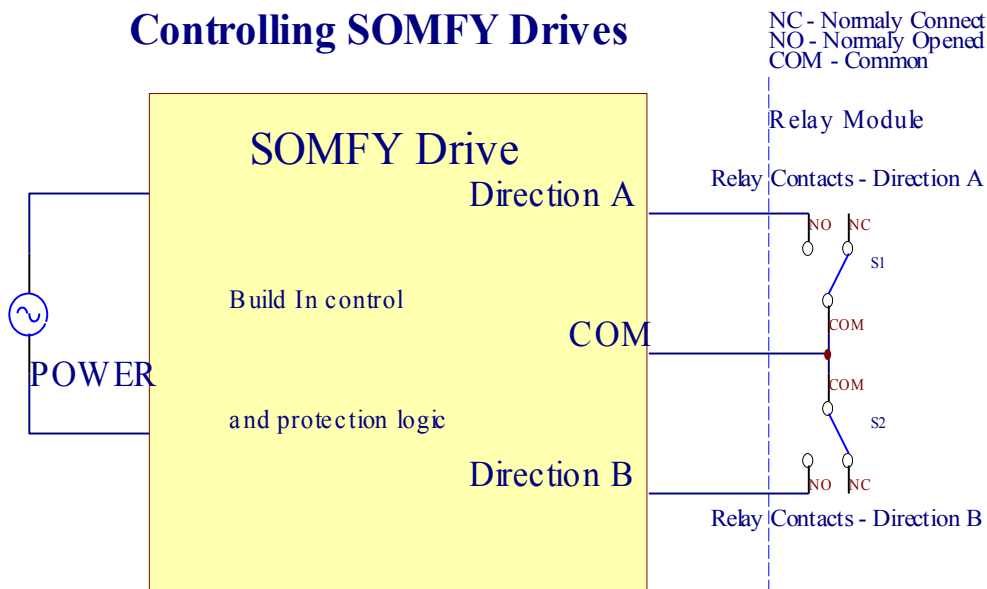 Controlling SOMFY Drives
NC - Normaly Connect
NO - Normaly Opened
COM - Common
Relay Module
SOMFY Drive
Relay Contacts - Direction A
Direction A
NO
NC
S1
Build In control
COM
COM
POWER
COM
and protection logic
S2
Direction B
NO
NC
Relay Contacts - Direction B